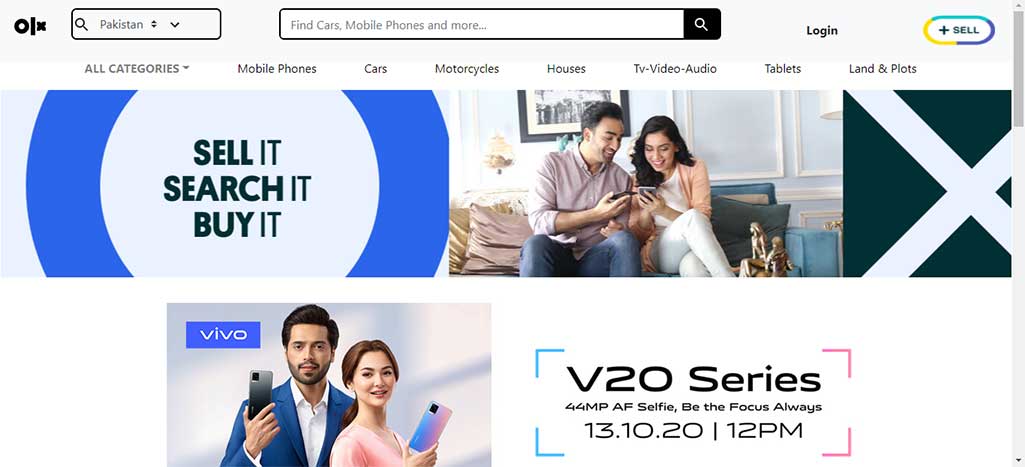 olx
Pakistan
Find Cars, Mobile Phones and more...
Login
+ SELL
ALL CATEGORIES
Mobile Phones
Cars
Motorcycles
Houses
Tv-Video-Audio
Tablets
Land & Plots
SELL IT
SEARCH IT
BUY IT
vivo
V20 Series
44MP AF Selfie, Be the Focus Always
13.10.20 | 12PM